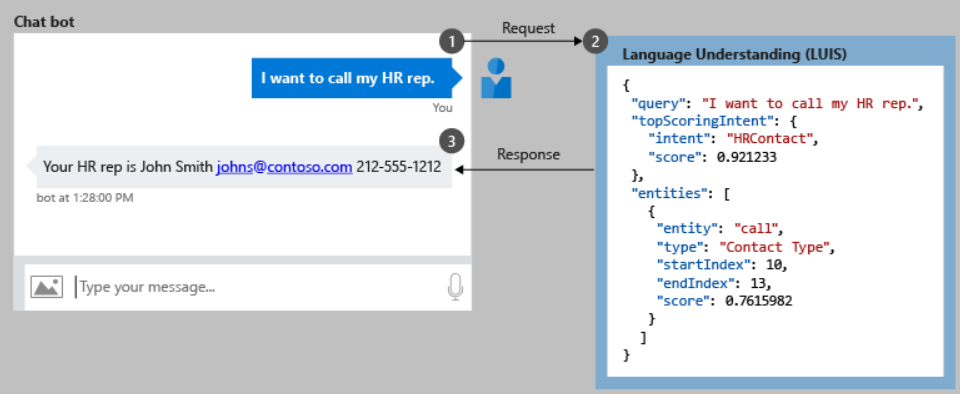 Chat bot
1
Request
2
I want to call my HR rep.
You
3
Response
Your HR rep is John Smith johns@contoso.com 212-555-1212
bot at 1:28:00 PM
Type your message...
Language Understanding (LUIS)
{
"query": "I want to call my HR rep.",
"topScoringIntent": {
"intent": "HRContact",
"score": 0.921233
},
"entities": [
{
"entity": "call",
"type": "Contact Type",
"startIndex": 10,
"endIndex": 13,
"score": 0.7615982
}
]
}